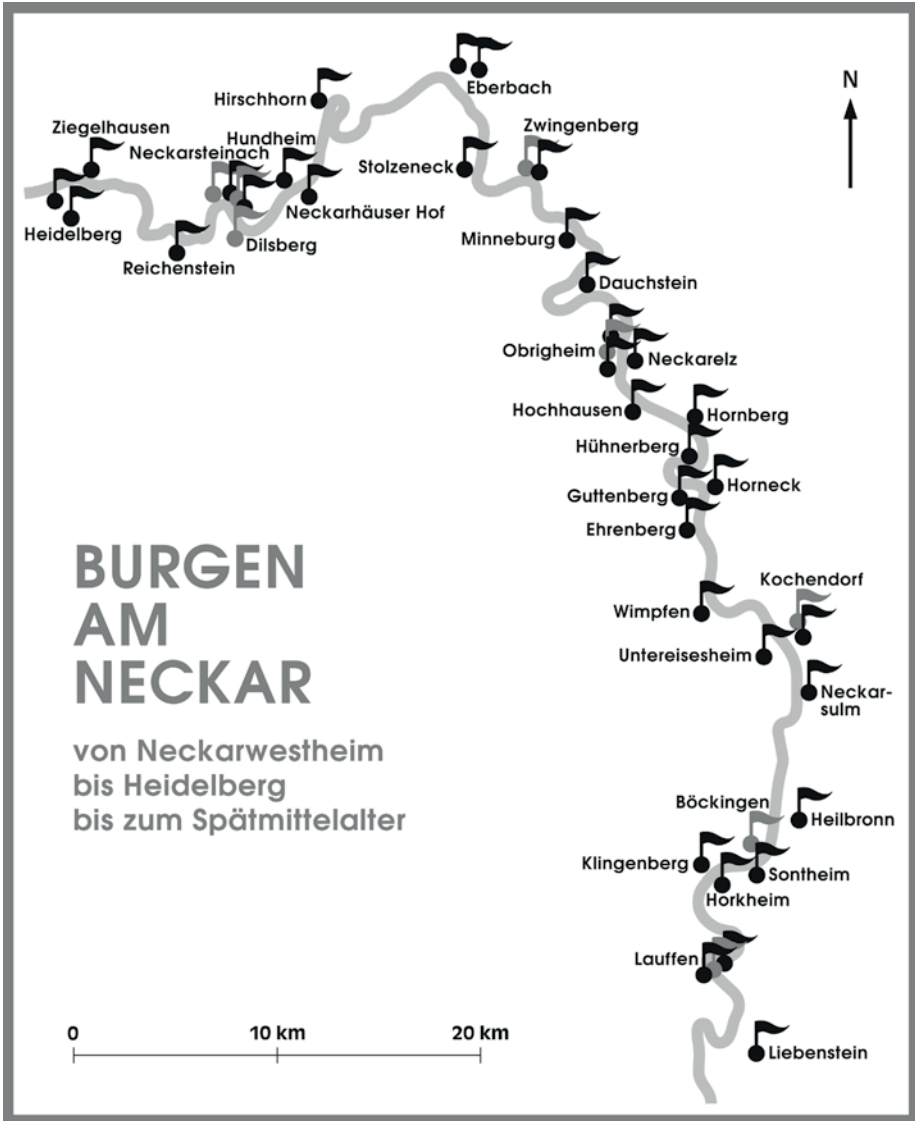 N
Eberbach
Hirschhorn
Ziegelhausen
Hundheim
Zwingenberg
Neckarsteinach
Stolzeneck
Neckarhäuser Hof
Heidelberg
Minneburg
Dilsberg
Reichenstein
Dauchstein
Obrigheim
Neckarelz
Hochhausen
Hornberg
Hühnerberg
Horneck
Guttenberg
Ehrenberg
BURGEN
AM
NECKAR
von Neckarwestheim
bis Heidelberg
bis zum Spätmittelalter
Kochendorf
Wimpfen
Untereisesheim
Neckar-
sulm
Böckingen
Heilbronn
Klingenberg
Sontheim
Horkheim
Lauffen
Liebenstein
0 10 km 20 km